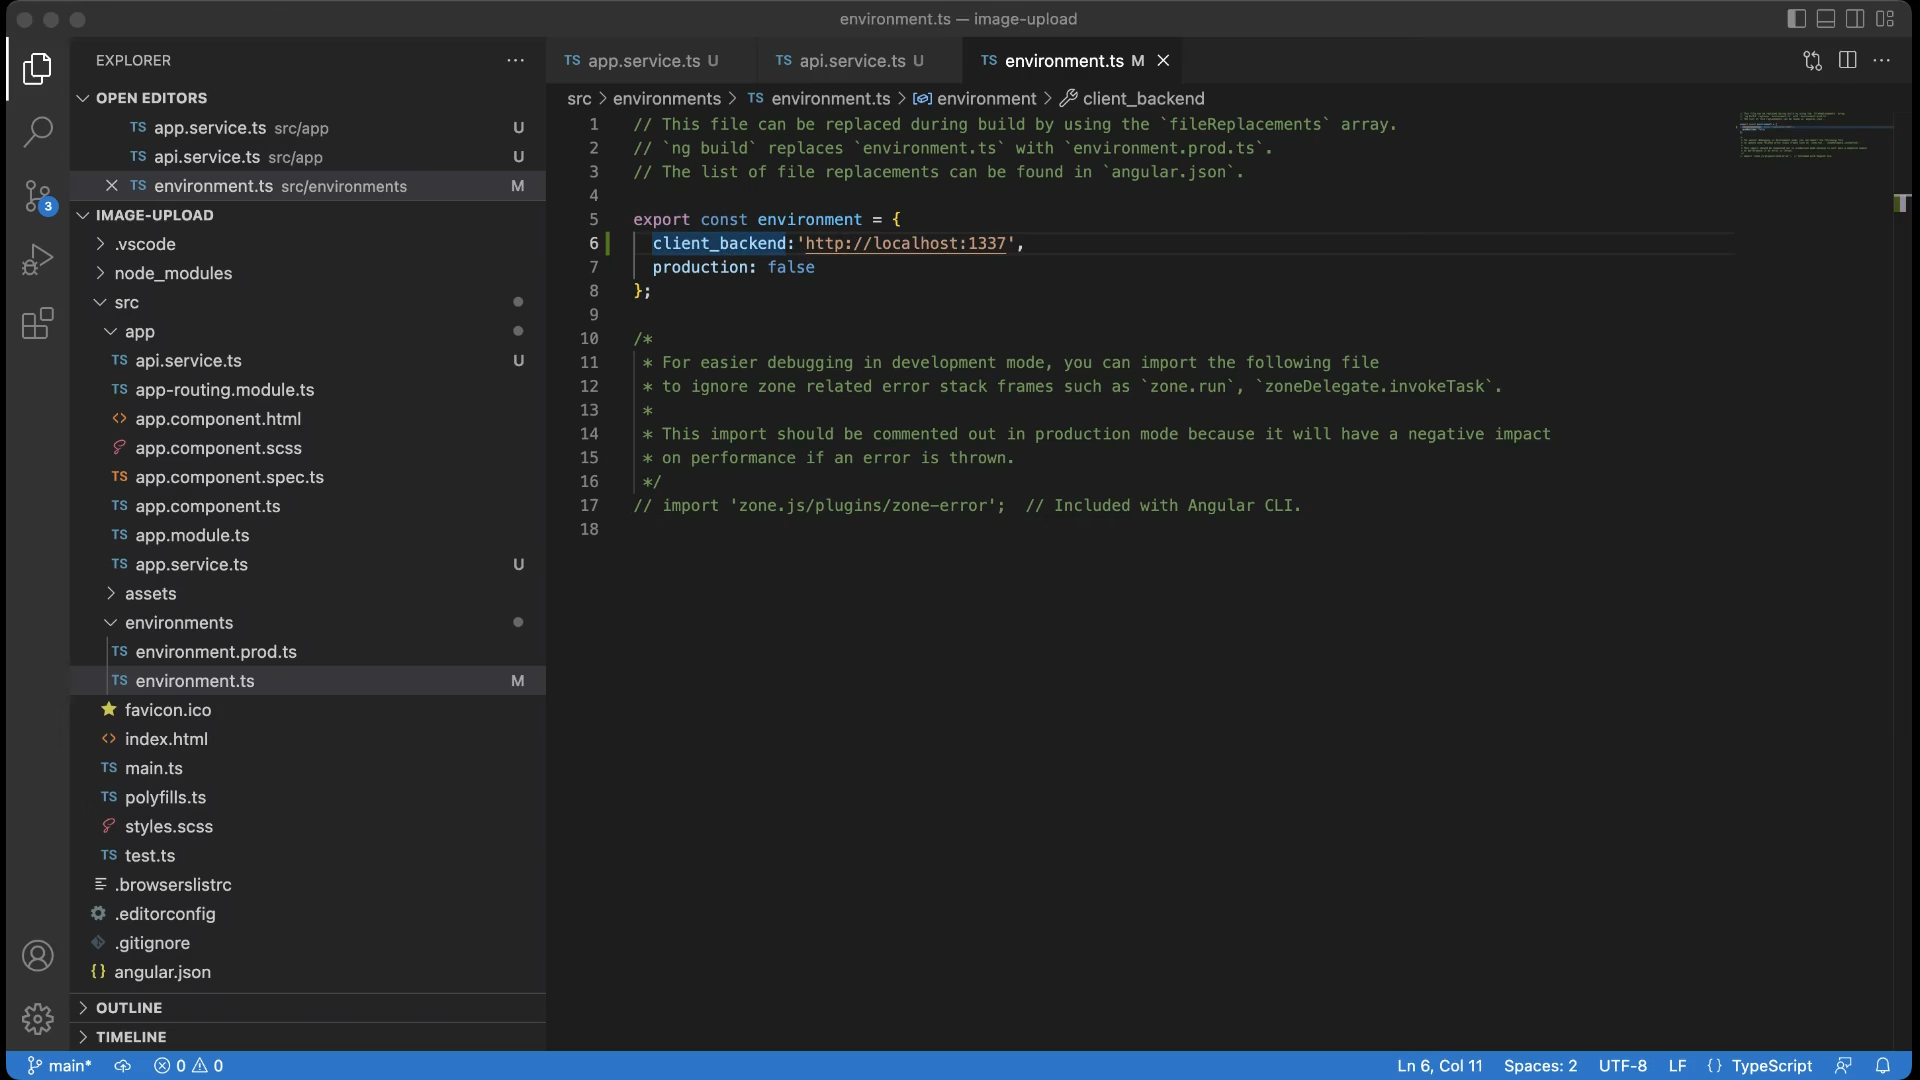 environment.ts — image-upload
EXPLORER
OPEN EDITORS
TS app.service.ts src/app U
TS api.service.ts src/app U
TS environment.ts src/environments M
IMAGE-UPLOAD
.vscode
node_modules
src
app
TS api.service.ts U
TS app-routing.module.ts
<> app.component.html
app.component.scss
TS app.component.spec.ts
TS app.component.ts
TS app.module.ts
TS app.service.ts U
assets
environments
TS environment.prod.ts
TS environment.ts M
favicon.ico
<> index.html
TS main.ts
TS polyfills.ts
styles.scss
TS test.ts
.browserslistrc
.editorconfig
.gitignore
{} angular.json
OUTLINE
TIMELINE
3
TS app.service.ts U
TS api.service.ts U
TS environment.ts M
src > environments > TS environment.ts > environment > client_backend
1 // This file can be replaced during build by using the `fileReplacements` array.
2 // `ng build` replaces `environment.ts` with `environment.prod.ts`.
3 // The list of file replacements can be found in `angular.json`.
4
5 export const environment = {
6 client_backend:'http://localhost:1337',
7 production: false
8 };
9
10 /*
11 * For easier debugging in development mode, you can import the following file
12 * to ignore zone related error stack frames such as `zone.run`, `zoneDelegate.invokeTask`.
13 *
14 * This import should be commented out in production mode because it will have a negative impact
15 * on performance if an error is thrown.
16 */
17 // import 'zone.js/plugins/zone-error';  // Included with Angular CLI.
18
main* 0 0 Ln 6, Col 11 Spaces: 2 UTF-8 LF {} TypeScript